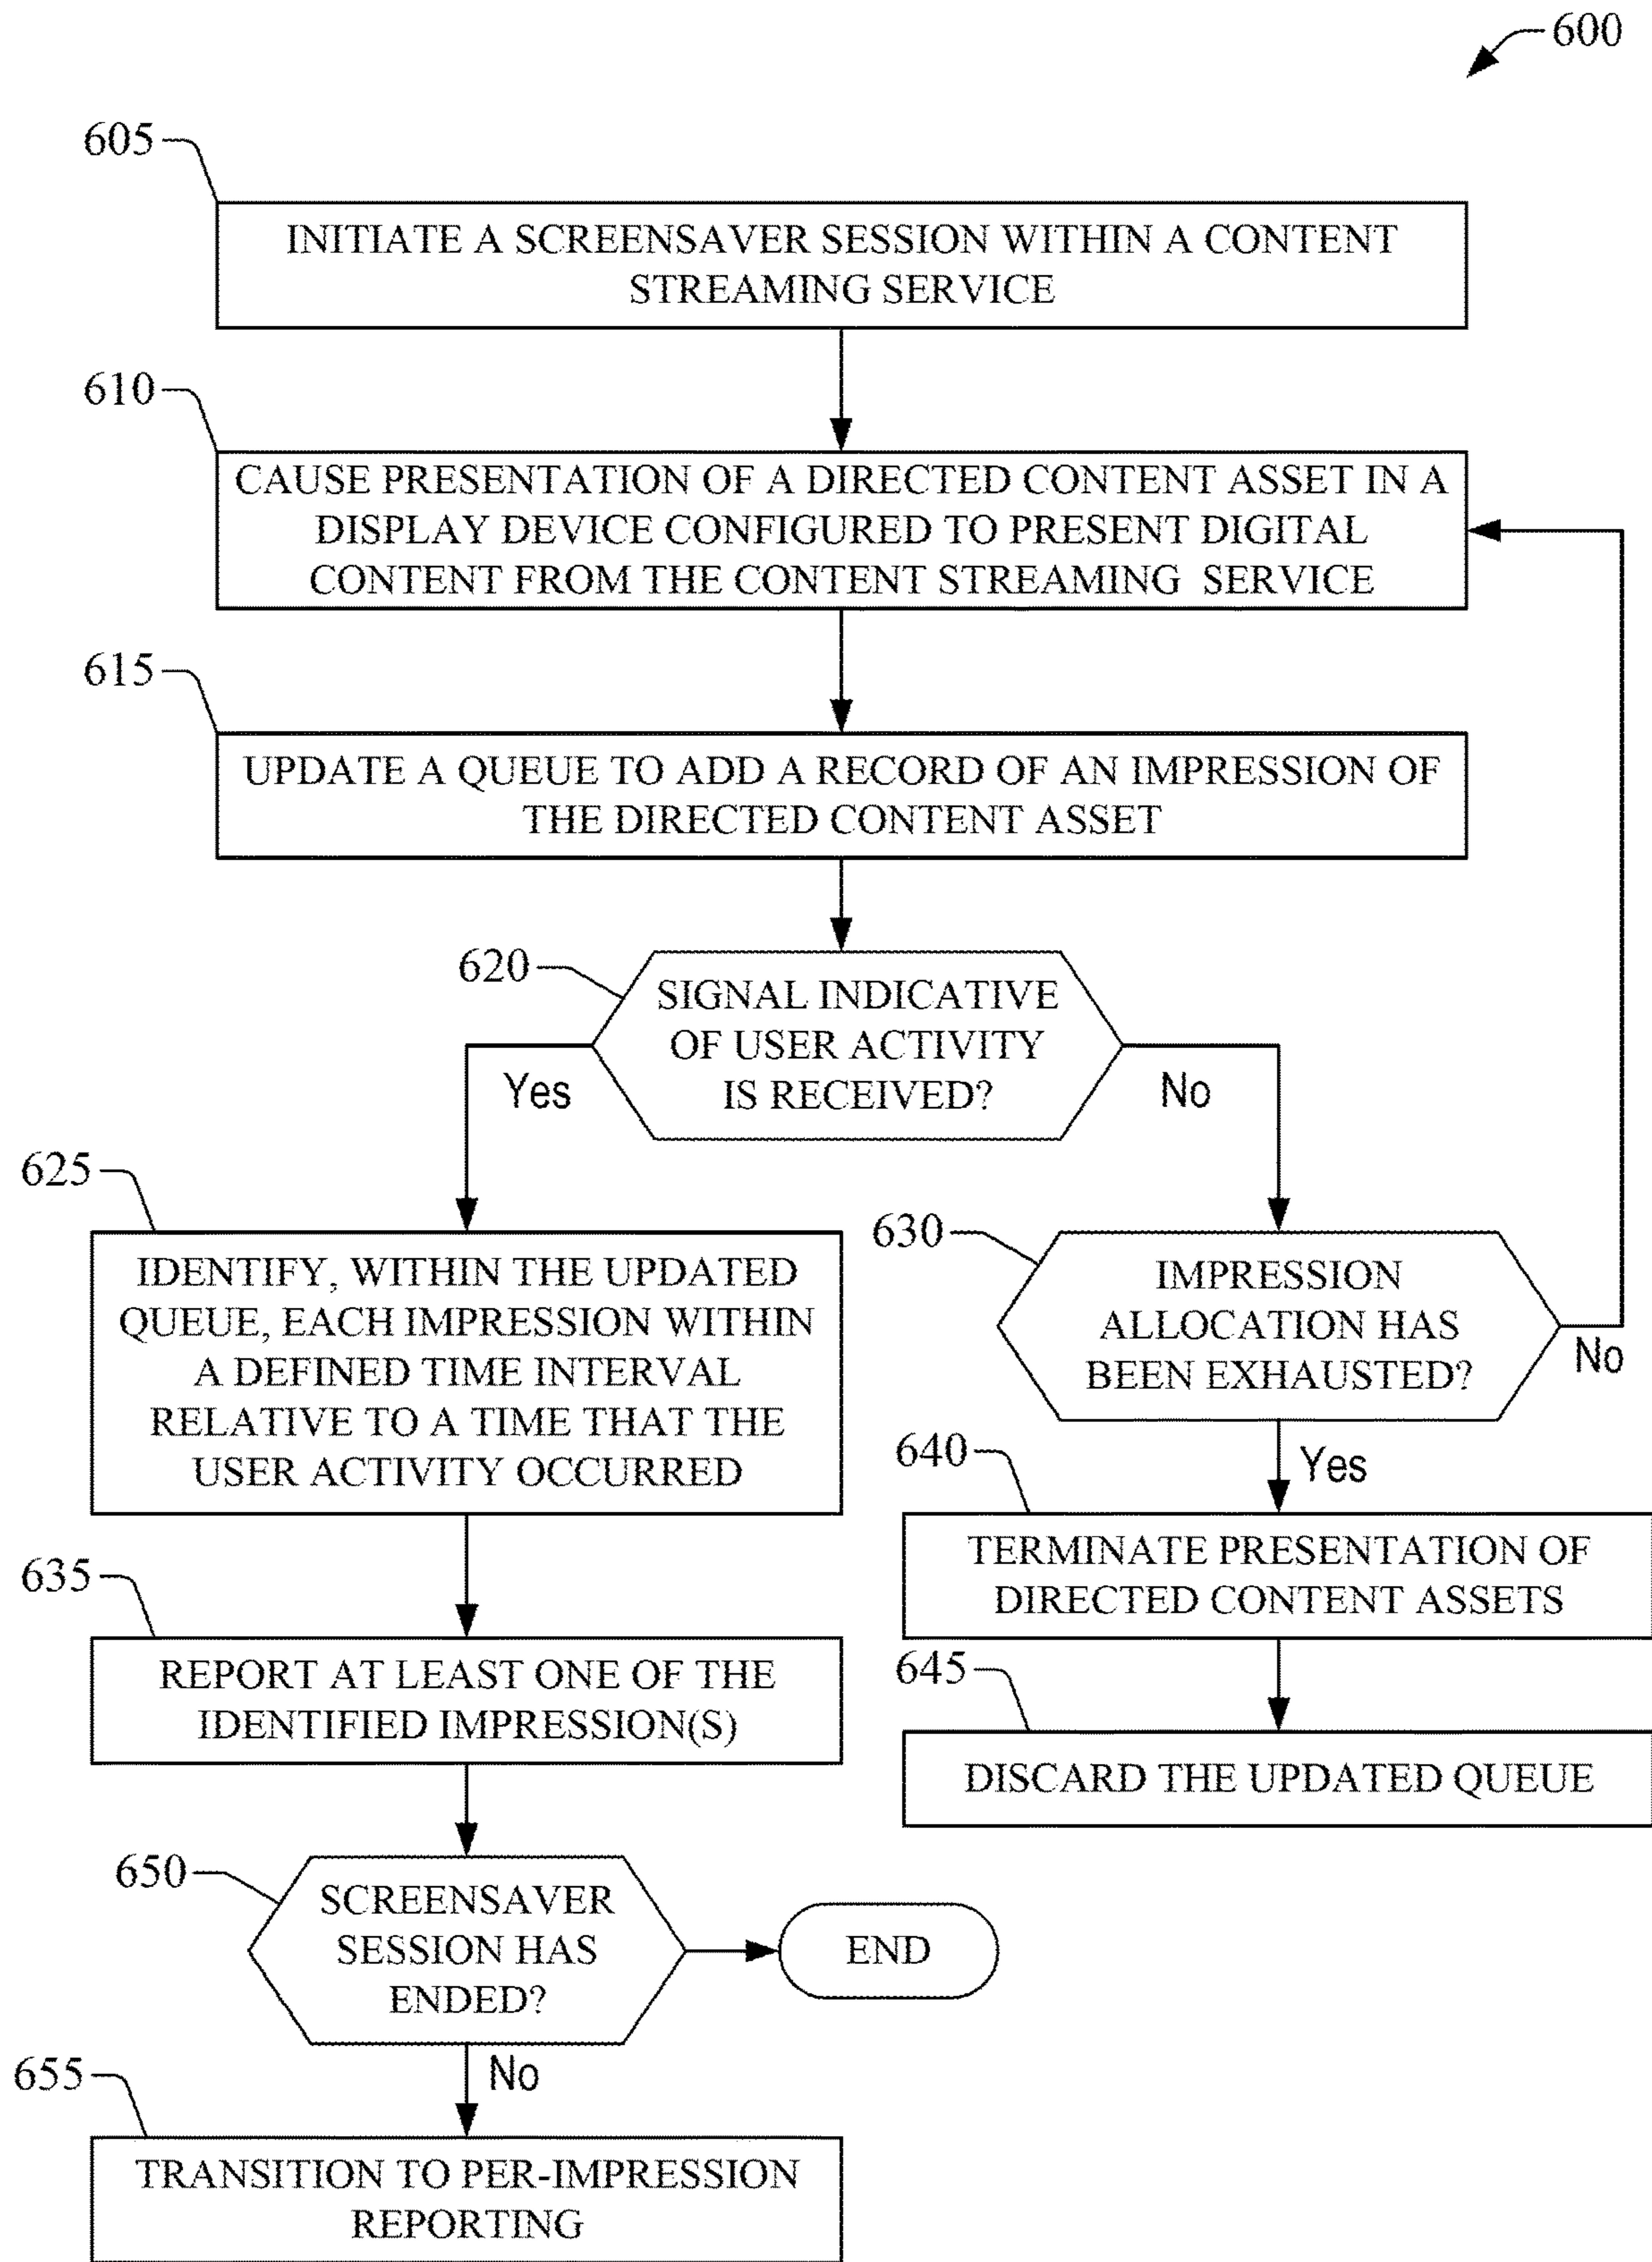 600
605
INITIATE A SCREENSAVER SESSION WITHIN A CONTENT
STREAMING SERVICE
610
CAUSE PRESENTATION OF A DIRECTED CONTENT ASSET IN A
DISPLAY DEVICE CONFIGURED TO PRESENT DIGITAL
CONTENT FROM THE CONTENT STREAMING SERVICE
615
UPDATE A QUEUE TO ADD A RECORD OF AN IMPRESSION OF
THE DIRECTED CONTENT ASSET
620
SIGNAL INDICATIVE
OF USER ACTIVITY
IS RECEIVED?
Yes
No
625
IDENTIFY, WITHIN THE UPDATED
QUEUE, EACH IMPRESSION WITHIN
A DEFINED TIME INTERVAL
RELATIVE TO A TIME THAT THE
USER ACTIVITY OCCURRED
630
IMPRESSION
ALLOCATION HAS
BEEN EXHAUSTED?
No
Yes
635
REPORT AT LEAST ONE OF THE
IDENTIFIED IMPRESSION(S)
640
TERMINATE PRESENTATION OF
DIRECTED CONTENT ASSETS
645
DISCARD THE UPDATED QUEUE
650
SCREENSAVER
SESSION HAS
ENDED?
END
No
655
TRANSITION TO PER-IMPRESSION
REPORTING